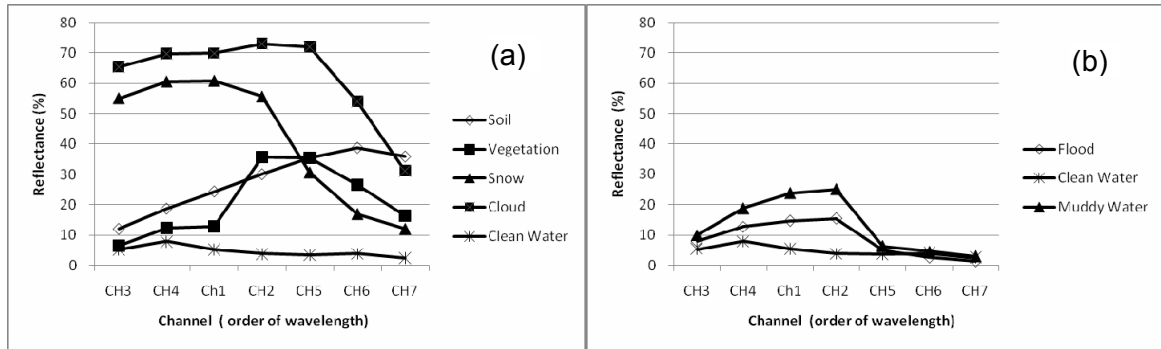 80
70
60
50
40
30
20
10
0
Reflectance (%)
CH3 CH4 Ch1 CH2 CH5 CH6 CH7
Channel ( order of wavelength)
(a)
Soil
Vegetation
Snow
Cloud
Clean Water
80
70
60
50
40
30
20
10
0
Reflectance (%)
CH3 CH4 Ch1 CH2 CH5 CH6 CH7
Channel (order of wavelength)
(b)
Flood
Clean Water
Muddy Water